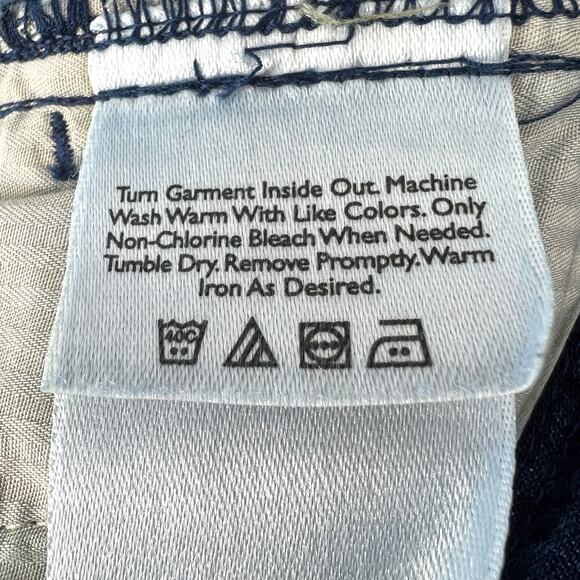 Turn Garment Inside Out. Machine
Wash Warm With Like Colors. Only
Non-Chlorine Bleach When Needed.
Tumble Dry. Remove Promptly. Warm
Iron As Desired.
40C